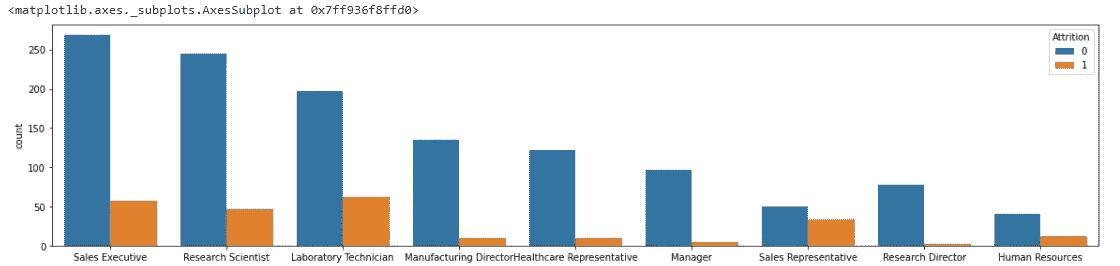 <matplotlib.axes._subplots.AxesSubplot at 0x7ff936f8ffd0>
Attrition
0
1
250
200
150
100
50
0
count
Sales Executive
Research Scientist
Laboratory Technician
Manufacturing Director
Healthcare Representative
Manager
Sales Representative
Research Director
Human Resources